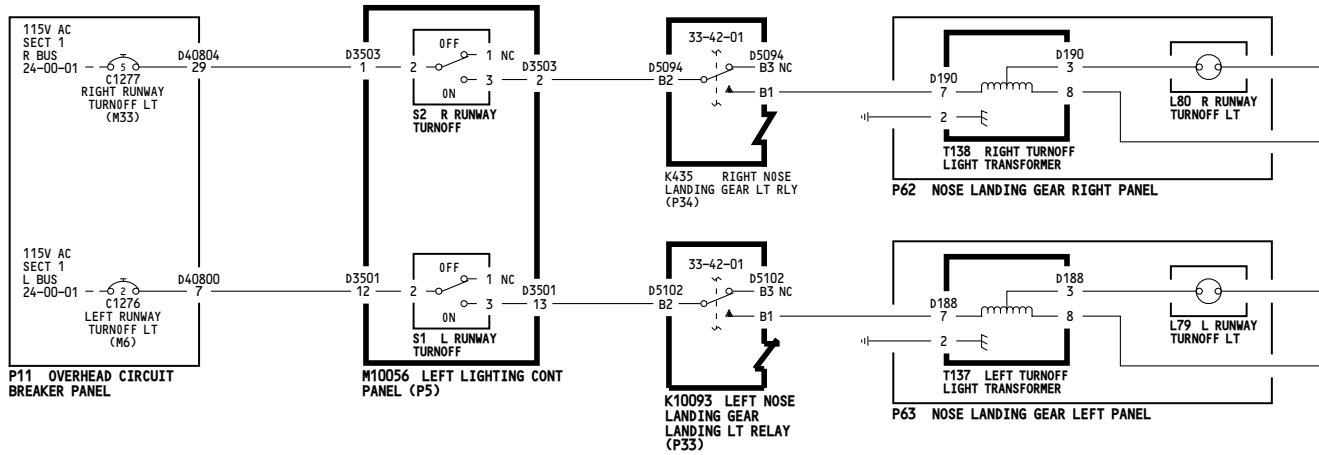 115V AC
SECT 1
R BUS
24-00-01
5
C1277
RIGHT RUNWAY
TURNOFF LT
(M33)
D40804
29
115V AC
SECT 1
L BUS
24-00-01
2
C1276
LEFT RUNWAY
TURNOFF LT
(M6)
D40800
7
P11 OVERHEAD CIRCUIT
BREAKER PANEL
D3503
1
2
OFF
1 NC
3
ON
D3503
2
S2 R RUNWAY
TURNOFF
D3501
12
2
OFF
1 NC
3
ON
D3501
13
S1 L RUNWAY
TURNOFF
M10056 LEFT LIGHTING CONT
PANEL (P5)
33-42-01
D5094
B2
D5094
B3 NC
B1
K435 RIGHT NOSE
LANDING GEAR LT RLY
(P34)
33-42-01
D5102
B2
D5102
B3 NC
B1
K10093 LEFT NOSE
LANDING GEAR
LANDING LT RELAY
(P33)
D190
7
2
D190
3
8
T138 RIGHT TURNOFF
LIGHT TRANSFORMER
L80 R RUNWAY
TURNOFF LT
P62 NOSE LANDING GEAR RIGHT PANEL
D188
7
2
D188
3
8
T137 LEFT TURNOFF
LIGHT TRANSFORMER
L79 L RUNWAY
TURNOFF LT
P63 NOSE LANDING GEAR LEFT PANEL